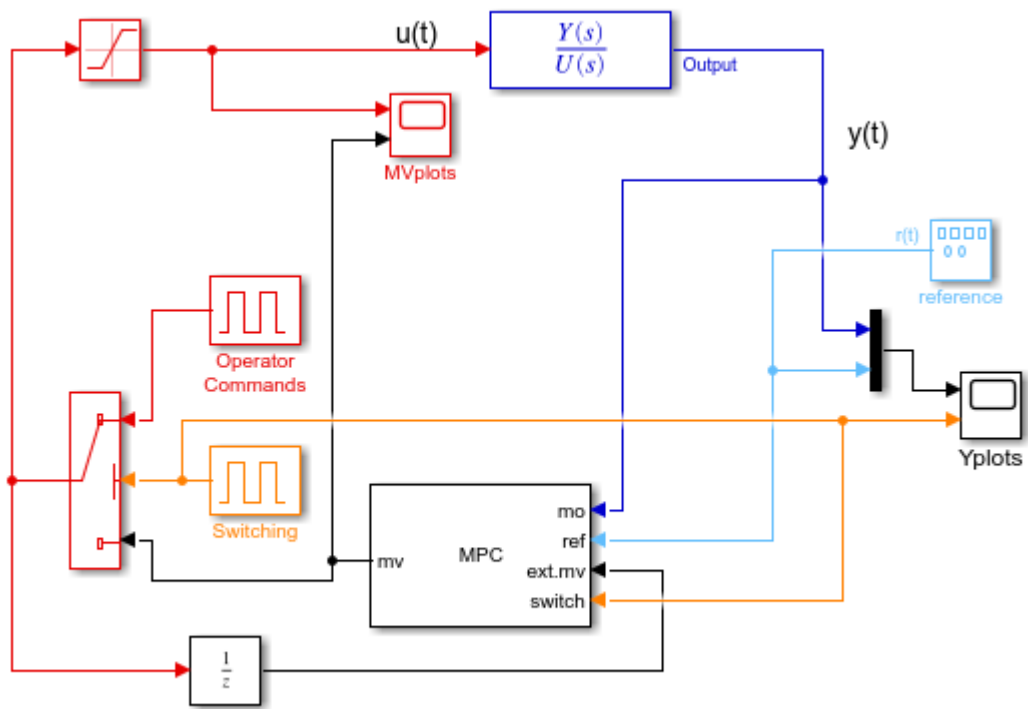 u(t)
Y(s)
U(s)
Output
MVplots
y(t)
r(t)
reference
Operator
Commands
Yplots
Switching
mo
ref
mv
MPC
ext.mv
switch
1
z